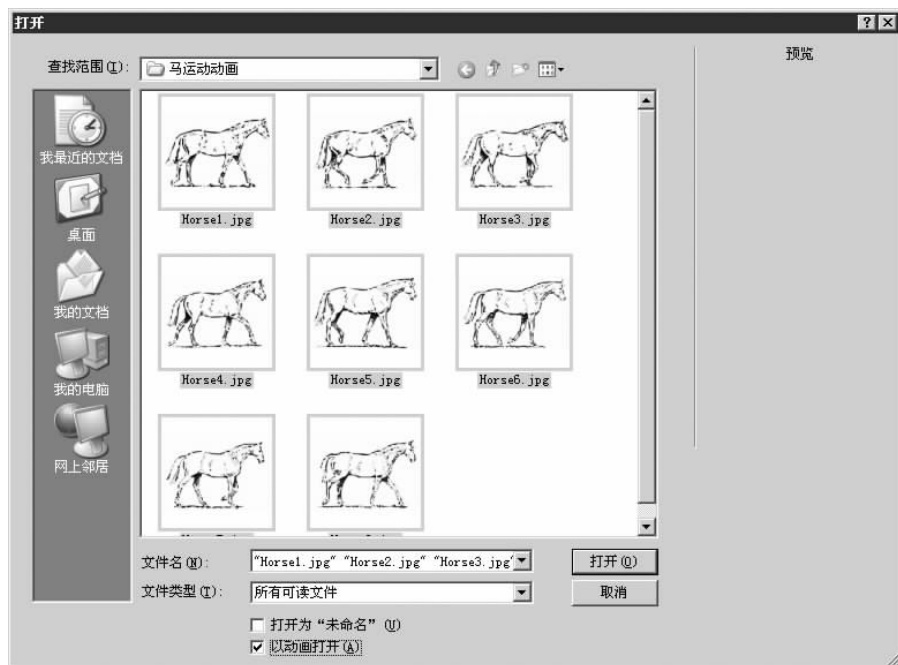 打开
查找范围(I):
马运动动画
预览
我最近的文档
桌面
我的文档
我的电脑
网上邻居
Horse1.jpg
Horse2.jpg
Horse3.jpg
Horse4.jpg
Horse5.jpg
Horse6.jpg
文件名(N):
"Horse1.jpg" "Horse2.jpg" "Horse3.jpg"
打开(O)
文件类型(T):
所有可读文件
取消
打开为“未命名”(U)
以动画打开(A)